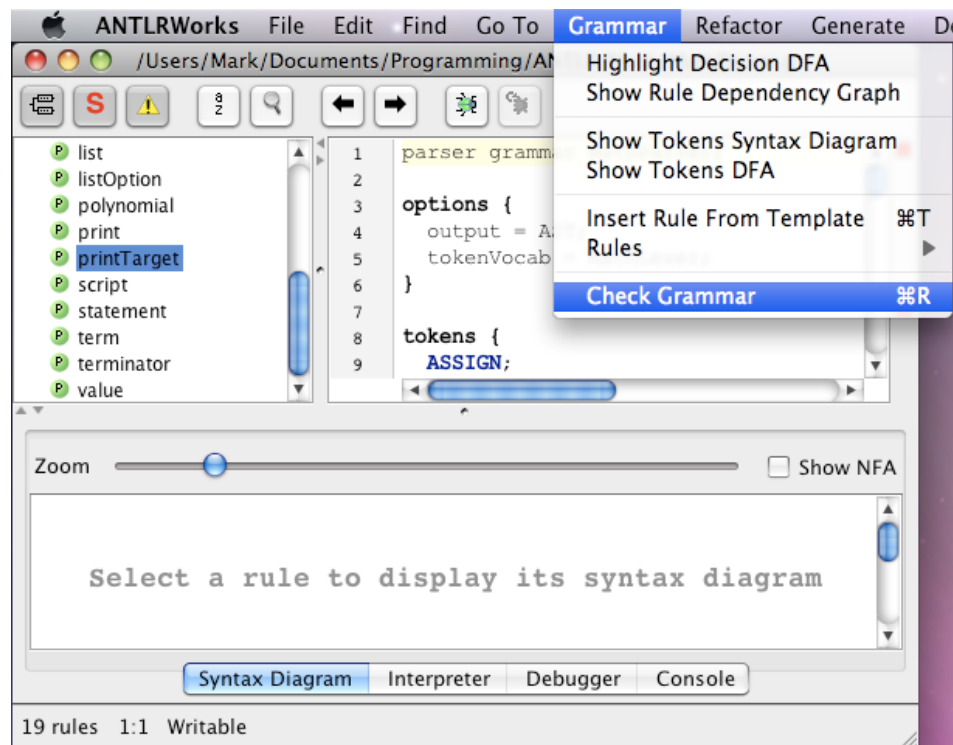 ANTLRWorks File Edit Find Go To Grammar Refactor Generate
/Users/Mark/Documents/Programming/
Highlight Decision DFA
Show Rule Dependency Graph
Show Tokens Syntax Diagram
Show Tokens DFA
Insert Rule From Template ⌘T
Rules
Check Grammar ⌘R
S
a
z
list
listOption
polynomial
print
printTarget
script
statement
term
terminator
value
1 parser
2
3 options {
4 output =
5 tokenVocab
6 }
7
8 tokens {
9 ASSIGN;
Zoom
Show NFA
Select a rule to display its syntax diagram
Syntax Diagram Interpreter Debugger Console
19 rules 1:1 Writable